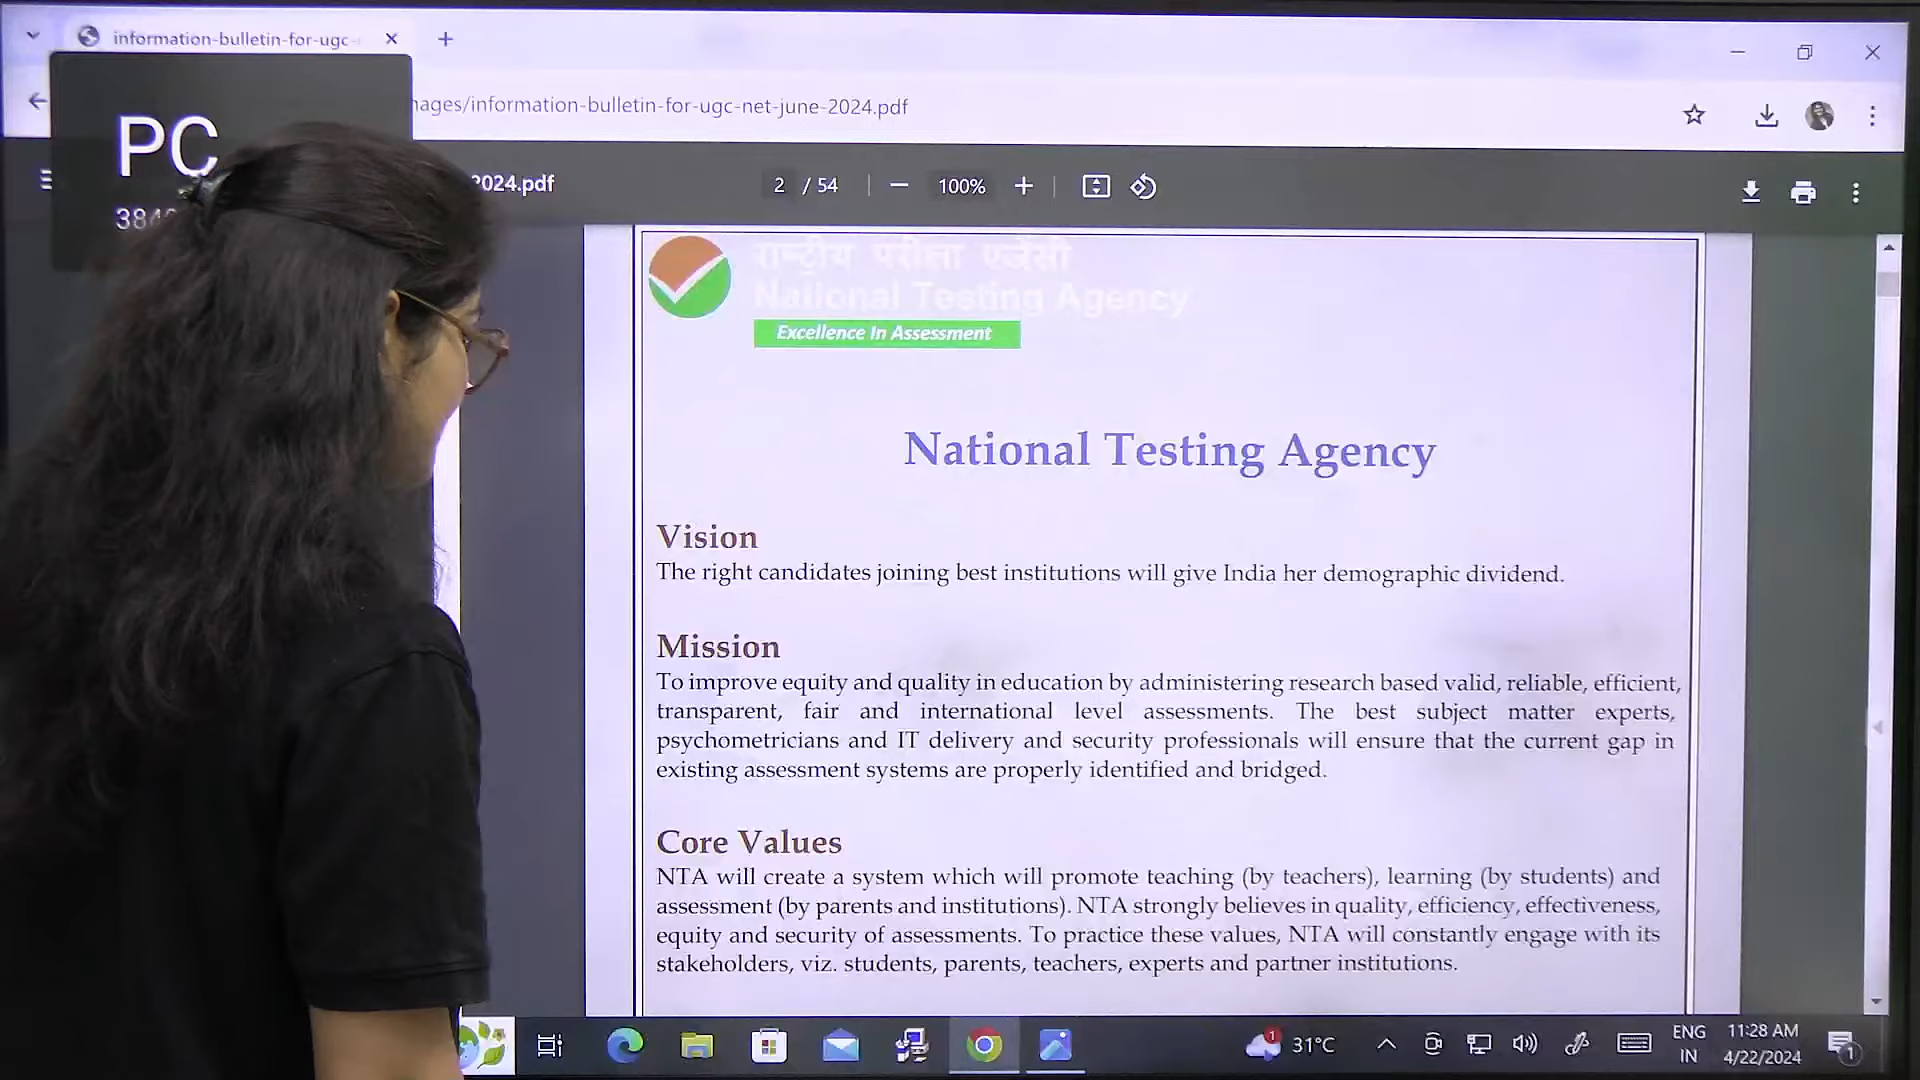 information-bulletin-for-ugc-
nages/information-bulletin-for-ugc-net-june-2024.pdf
PC
384
2024.pdf
2 / 54
100%
राष्ट्रीय परीक्षा एजेंसी
National Testing Agency
Excellence In Assessment
National Testing Agency
Vision
The right candidates joining best institutions will give India her demographic dividend.
Mission
To improve equity and quality in education by administering research based valid, reliable, efficient,
transparent, fair and international level assessments. The best subject matter experts,
psychometricians and IT delivery and security professionals will ensure that the current gap in
existing assessment systems are properly identified and bridged.
Core Values
NTA will create a system which will promote teaching (by teachers), learning (by students) and
assessment (by parents and institutions). NTA strongly believes in quality, efficiency, effectiveness,
equity and security of assessments. To practice these values, NTA will constantly engage with its
stakeholders, viz. students, parents, teachers, experts and partner institutions.
1
31°C
ENG
IN
11:28 AM
4/22/2024
1